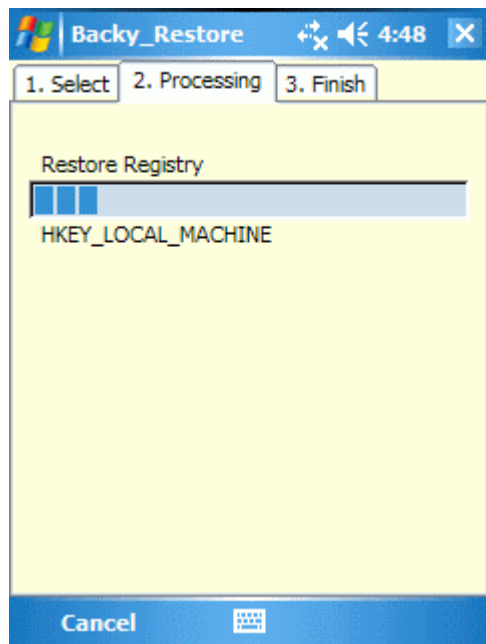 Backy_Restore 4:48
1. Select 2. Processing 3. Finish
Restore Registry
HKEY_LOCAL_MACHINE
Cancel